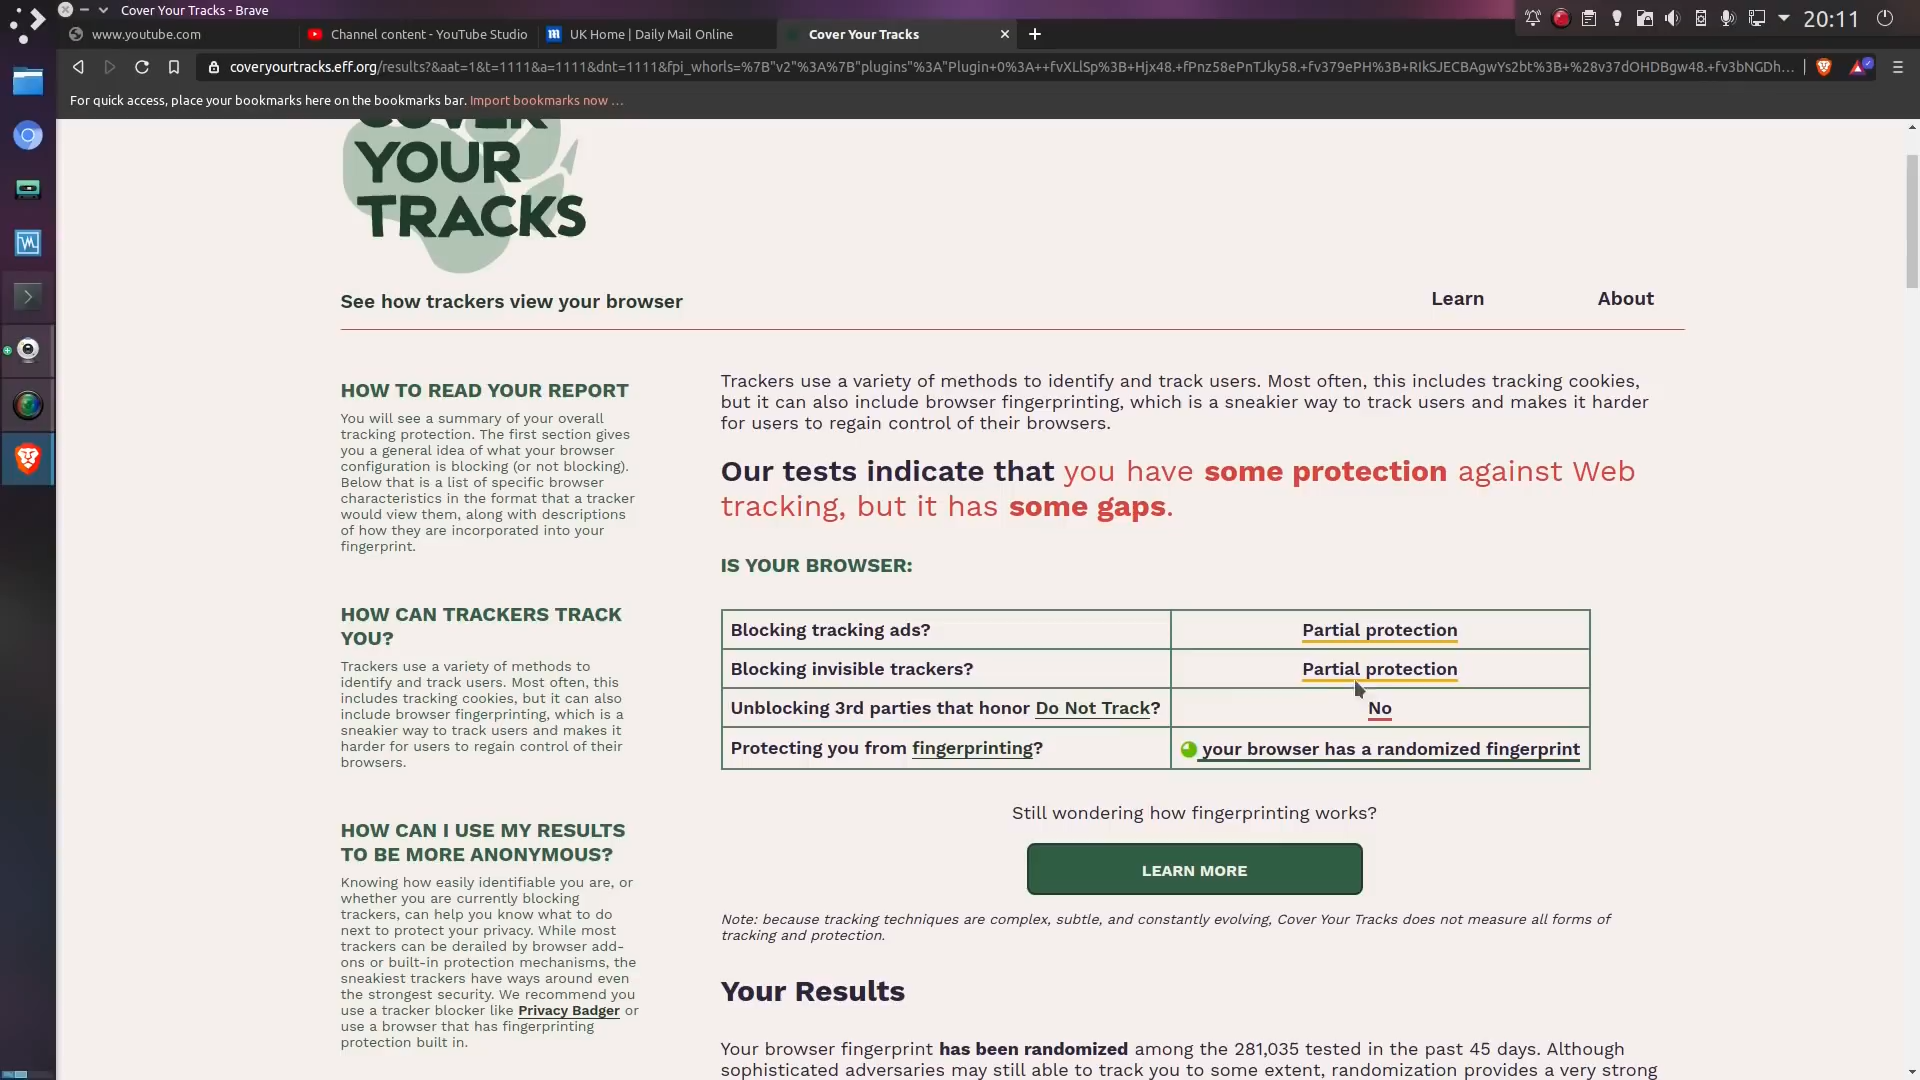 Cover Your Tracks - Brave
20:11
www.youtube.com
Channel content - YouTube Studio
UK Home | Daily Mail Online
Cover Your Tracks
coveryourtracks.eff.org/results?&aat=1&t=1111&a=1111&dnt=1111&fpi_whorls=%7B"v2"%3A%7B"plugins"%3A"Plugin+0%3A++fvXLlSp%3B+Hjx48.+fPnz58ePnTJky58.+fv379ePH%3B+RIkSJECBAgwYs2bt%3B+%28v37dOHDBgw48.+fv3bNGDh...
For quick access, place your bookmarks here on the bookmarks bar. Import bookmarks now ...
COVER
YOUR
TRACKS
See how trackers view your browser
Learn
About
HOW TO READ YOUR REPORT
You will see a summary of your overall
tracking protection. The first section gives
you a general idea of what your browser
configuration is blocking (or not blocking).
Below that is a list of specific browser
characteristics in the format that a tracker
would view them, along with descriptions
of how they are incorporated into your
fingerprint.
HOW CAN TRACKERS TRACK
YOU?
Trackers use a variety of methods to
identify and track users. Most often, this
includes tracking cookies, but it can also
include browser fingerprinting, which is a
sneakier way to track users and makes it
harder for users to regain control of their
browsers.
HOW CAN I USE MY RESULTS
TO BE MORE ANONYMOUS?
Knowing how easily identifiable you are, or
whether you are currently blocking
trackers, can help you know what to do
next to protect your privacy. While most
trackers can be derailed by browser add-
ons or built-in protection mechanisms, the
sneakiest trackers have ways around even
the strongest security. We recommend you
use a tracker blocker like Privacy Badger or
use a browser that has fingerprinting
protection built in.
Trackers use a variety of methods to identify and track users. Most often, this includes tracking cookies,
but it can also include browser fingerprinting, which is a sneakier way to track users and makes it harder
for users to regain control of their browsers.
Our tests indicate that you have some protection against Web
tracking, but it has some gaps.
IS YOUR BROWSER:
Blocking tracking ads?
Partial protection
Blocking invisible trackers?
Partial protection
Unblocking 3rd parties that honor Do Not Track?
No
Protecting you from fingerprinting?
your browser has a randomized fingerprint
Still wondering how fingerprinting works?
LEARN MORE
Note: because tracking techniques are complex, subtle, and constantly evolving, Cover Your Tracks does not measure all forms of
tracking and protection.
Your Results
Your browser fingerprint has been randomized among the 281,035 tested in the past 45 days. Although
sophisticated adversaries may still able to track you to some extent, randomization provides a very strong